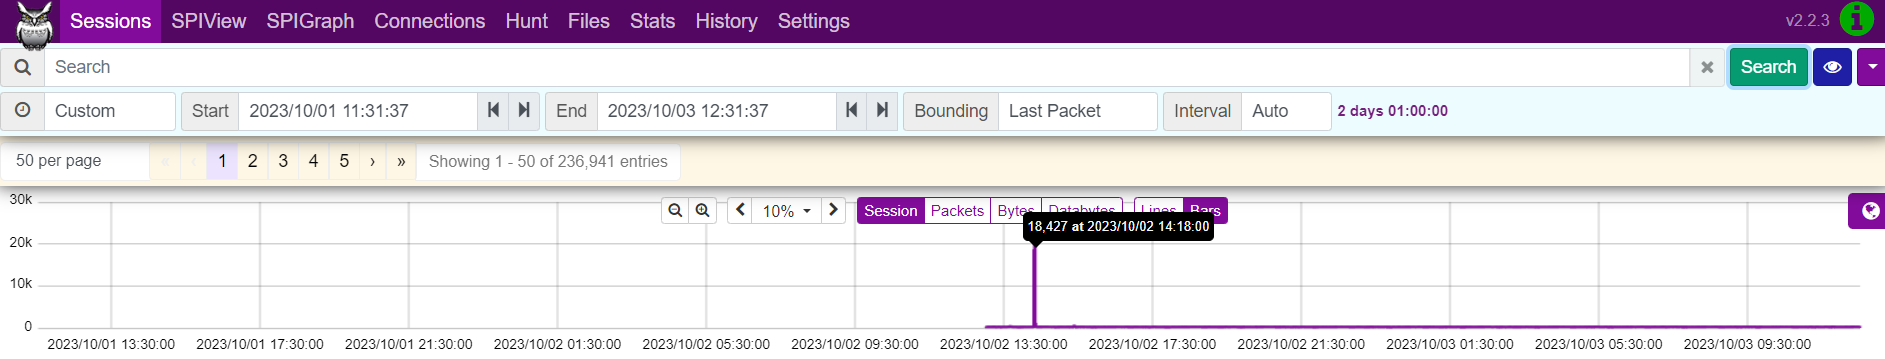 Sessions SPIView SPIGraph Connections Hunt Files Stats History Settings v2.2.3
Search Search
Custom Start 2023/10/01 11:31:37 End 2023/10/03 12:31:37 Bounding Last Packet Interval Auto 2 days 01:00:00
50 per page « ‹ 1 2 3 4 5 › » Showing 1 - 50 of 236,941 entries
30k
10% Session Packets Bytes Databytes Lines Bars
18,427 at 2023/10/02 14:18:00
20k
10k
0
2023/10/01 13:30:00 2023/10/01 17:30:00 2023/10/01 21:30:00 2023/10/02 01:30:00 2023/10/02 05:30:00 2023/10/02 09:30:00 2023/10/02 13:30:00 2023/10/02 17:30:00 2023/10/02 21:30:00 2023/10/03 01:30:00 2023/10/03 05:30:00 2023/10/03 09:30:00